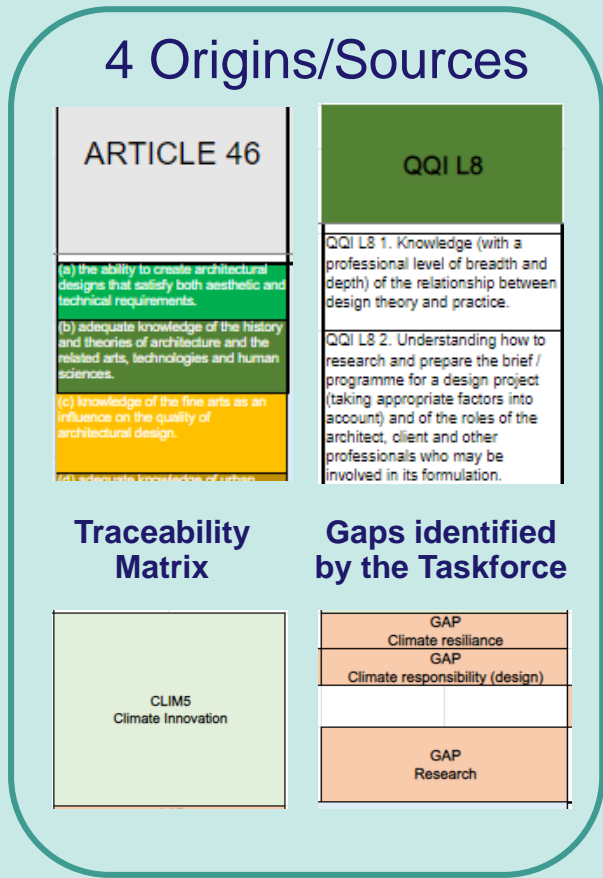 4 Origins/Sources
ARTICLE 46
(a) the ability to create architectural
designs that satisfy both aesthetic and
technical requirements.
(b) adequate knowledge of the history
and theories of architecture and the
related arts, technologies and human
sciences.
(c) knowledge of the fine arts as an
influence on the quality of
architectural design.
(d) adequate knowledge of urban
QQI L8
QQI L8 1. Knowledge (with a
professional level of breadth and
depth) of the relationship between
design theory and practice.
QQI L8 2. Understanding how to
research and prepare the brief /
programme for a design project
(taking appropriate factors into
account) and of the roles of the
architect, client and other
professionals who may be
involved in its formulation.
Traceability
Matrix
Gaps identified
by the Taskforce
CLIM5
Climate Innovation
GAP
Climate resiliance
GAP
Climate responsibility (design)
GAP
Research